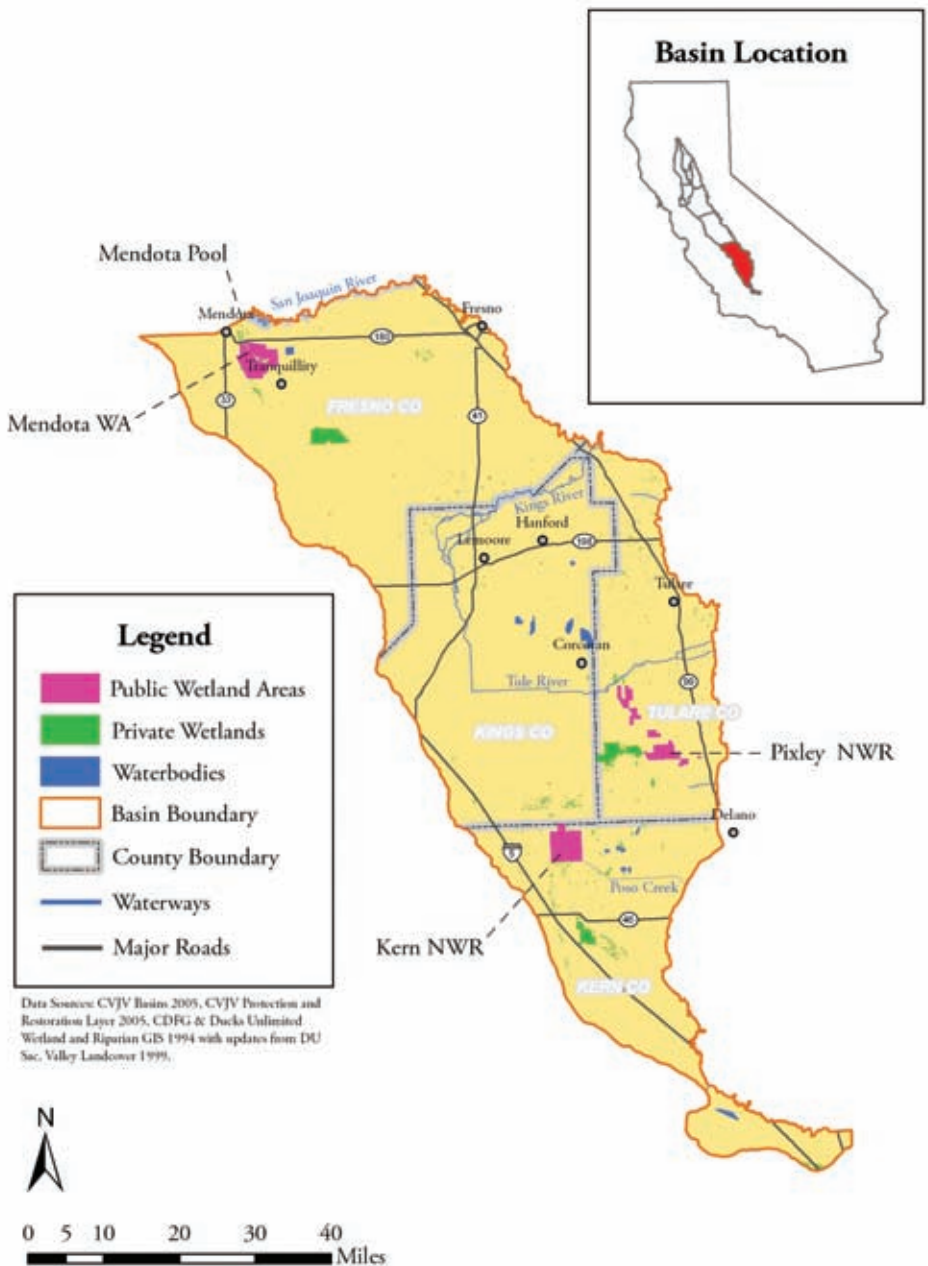 Basin Location
Mendota Pool
San Joaquin River
Mendota
Fresno
180
Tranquillity
Mendota WA
33
FRESNO CO
41
Kings River
Hanford
Lemoore
198
Tulare
Legend
Public Wetland Areas
Private Wetlands
Waterbodies
Basin Boundary
County Boundary
Waterways
Major Roads
Corcoran
Tule River
99
TULARE CO
KINGS CO
Pixley NWR
Delano
5
Poso Creek
46
Kern NWR
KERN CO
Data Sources: CVJV Basins 2005, CVJV Protection and
Restoration Layer 2005, CDFG & Ducks Unlimited
Wetland and Riparian GIS 1994 with updates from DU
Sac. Valley Landcover 1999.
N
0 5 10 20 30 40
Miles